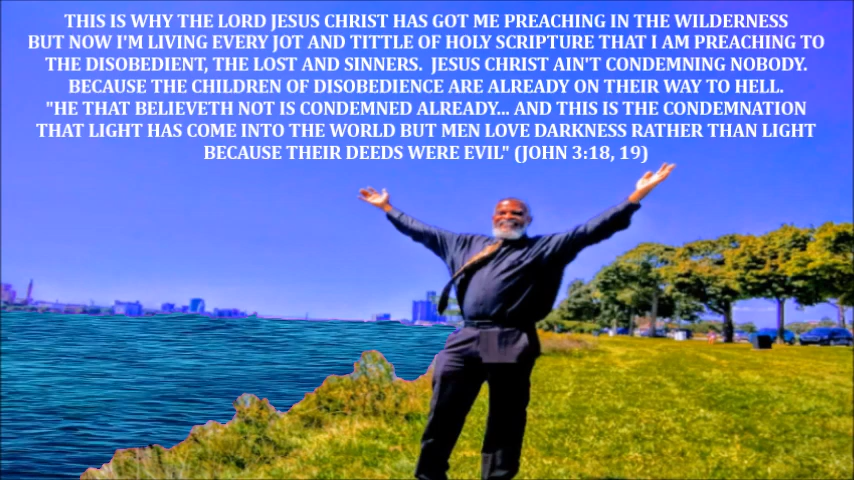 THIS IS WHY THE LORD JESUS CHRIST HAS GOT ME PREACHING IN THE WILDERNESS
BUT NOW I'M LIVING EVERY JOT AND TITTLE OF HOLY SCRIPTURE THAT I AM PREACHING TO
THE DISOBEDIENT, THE LOST AND SINNERS. JESUS CHRIST AIN'T CONDEMNING NOBODY.
BECAUSE THE CHILDREN OF DISOBEDIENCE ARE ALREADY ON THEIR WAY TO HELL.
"HE THAT BELIEVETH NOT IS CONDEMNED ALREADY... AND THIS IS THE CONDEMNATION
THAT LIGHT HAS COME INTO THE WORLD BUT MEN LOVE DARKNESS RATHER THAN LIGHT
BECAUSE THEIR DEEDS WERE EVIL" (JOHN 3:18, 19)